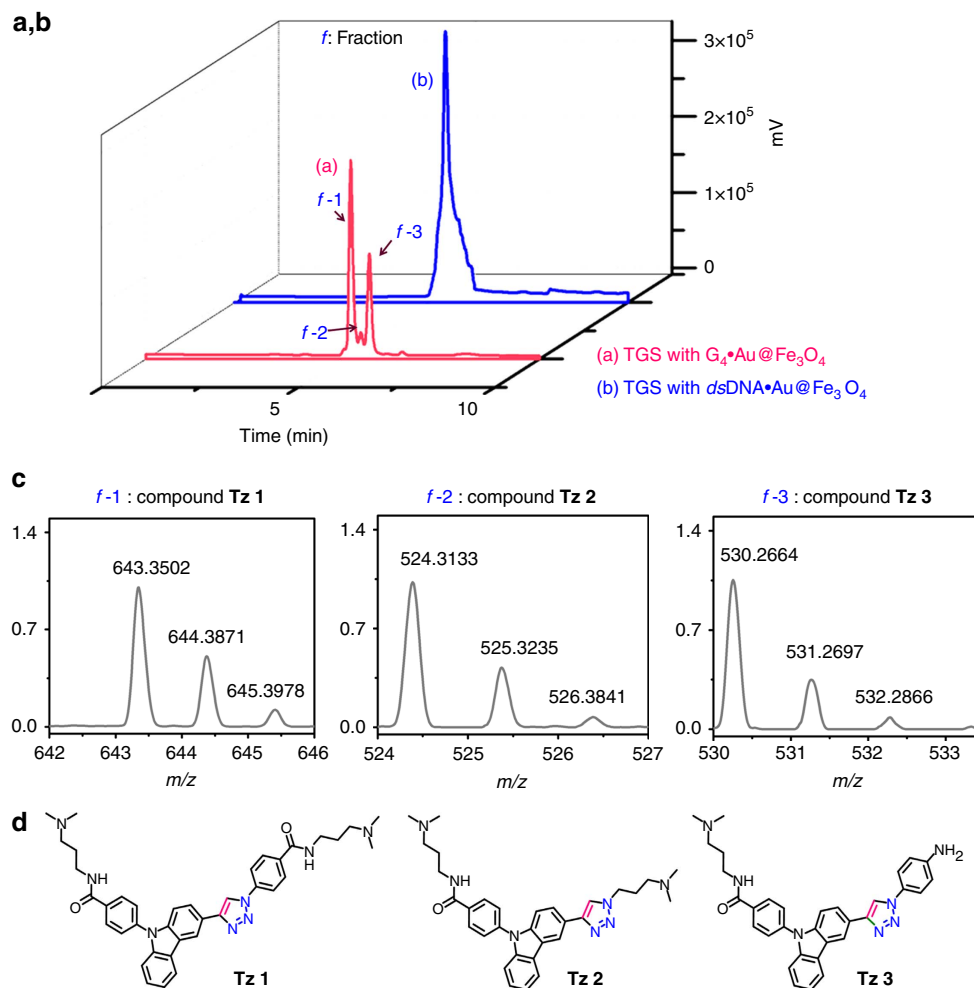 a,b
f: Fraction
(b)
3×10⁵
2×10⁵
mV
1×10⁵
0
(a)
f-1
f-3
f-2
(a) TGS with G₄•Au@Fe₃O₄
(b) TGS with dsDNA•Au@Fe₃O₄
5
10
Time (min)
c
f-1 : compound Tz 1
f-2 : compound Tz 2
f-3 : compound Tz 3
1.4
643.3502
0.7
644.3871
645.3978
0.0
642
643
644
645
646
m/z
1.4
524.3133
0.7
525.3235
526.3841
0.0
524
525
526
527
m/z
1.4
530.2664
0.7
531.2697
532.2866
0.0
530
531
532
533
m/z
d
N
NH
O
N
O
N
H
N
N
N
N
Tz 1
N
NH
O
N
N
N
N
N
Tz 2
N
NH
O
N
NH₂
N
N
N
Tz 3